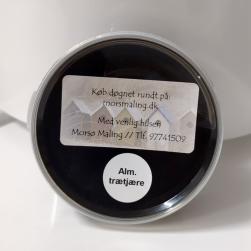 Køb døgnet rundt på:
morsmaling.dk
Med venlig hilsen
Morsø Maling // Tlf. 97741509
Alm.
trætjære